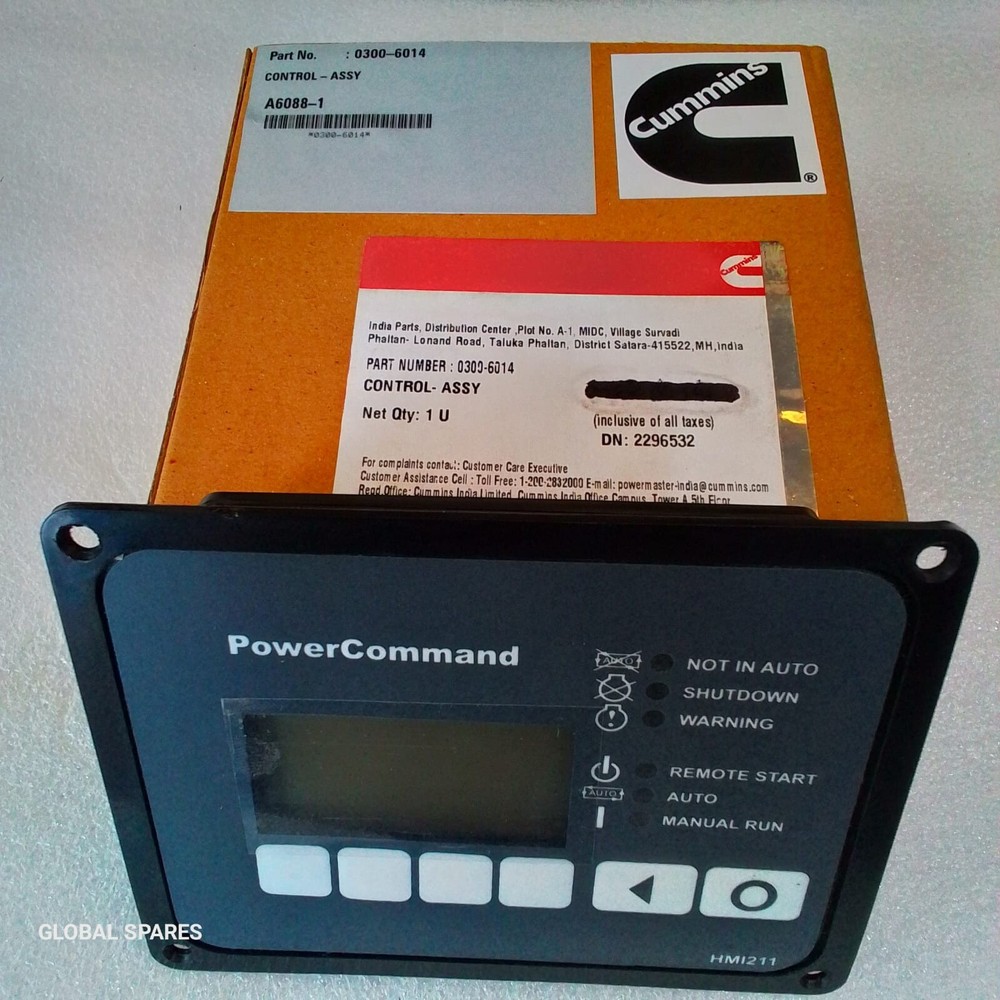 Part No. : 0300-6014
CONTROL - ASSY
A6088-1
*0300-6014*
Cummins
®
Cummins
India Parts, Distribution Center ,Plot No. A-1, MIDC, Village Survadi
Phaltan- Lonand Road, Taluka Phaltan, District Satara-415522,MH,India
PART NUMBER : 0300-6014
CONTROL- ASSY
Net Qty: 1 U
(inclusive of all taxes)
DN: 2296532
For complaints contact: Customer Care Executive
Customer Assistance Cell : Toll Free: 1-200-2832000 E-mail: powermaster-india@cummins.com
Regd Office: Cummins India Limited, Cummins India Office Campus, Tower A 5th Floor
PowerCommand
AUTO NOT IN AUTO
SHUTDOWN
! WARNING
REMOTE START
AUTO AUTO
MANUAL RUN
HMI211
GLOBAL SPARES